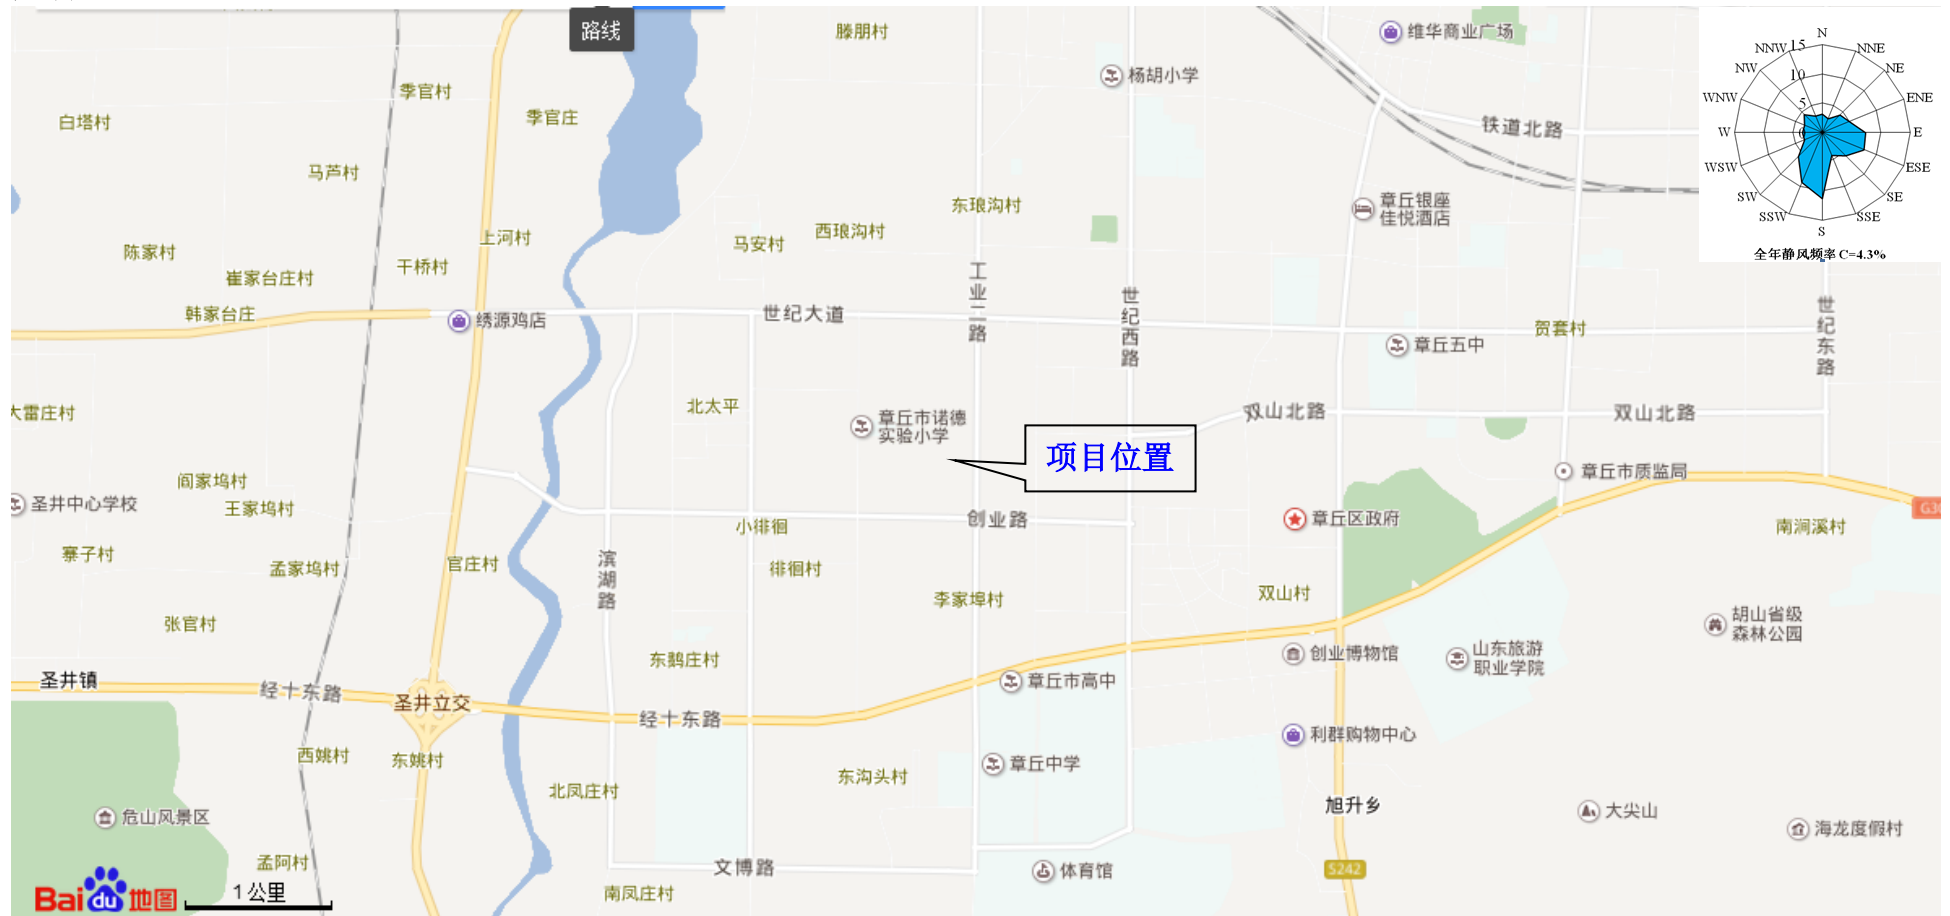 路线
滕朋村
维华商业广场
杨胡小学
季官村
季官庄
白塔村
铁道北路
马芦村
章丘银座
佳悦酒店
东琅沟村
西琅沟村
马安村
上河村
陈家村
干桥村
崔家台庄村
韩家台庄
绣源鸡店
世纪大道
工业二路
世纪西路
贺套村
世纪东路
章丘五中
大雷庄村
北太平
章丘市诺德
实验小学
双山北路
双山北路
项目位置
章丘市质监局
阎家坞村
王家坞村
圣井中心学校
创业路
章丘区政府
G30
南涧溪村
小徘徊
寨子村
孟家坞村
官庄村
滨湖路
徘徊村
李家埠村
双山村
张官村
胡山省级
森林公园
东鹅庄村
创业博物馆
山东旅游
职业学院
圣井镇
经十东路
圣井立交
章丘市高中
经十东路
西姚村
东姚村
利群购物中心
章丘中学
东沟头村
北凤庄村
旭升乡
大尖山
危山风景区
海龙度假村
孟阿村
文博路
体育馆
S242
南凤庄村
Bai du 地图
1 公里
N
NNE
NE
ENE
E
ESE
SE
SSE
S
SSW
SW
WSW
W
WNW
NW
NNW
15
10
5
0
全年静风频率 C=4.3%